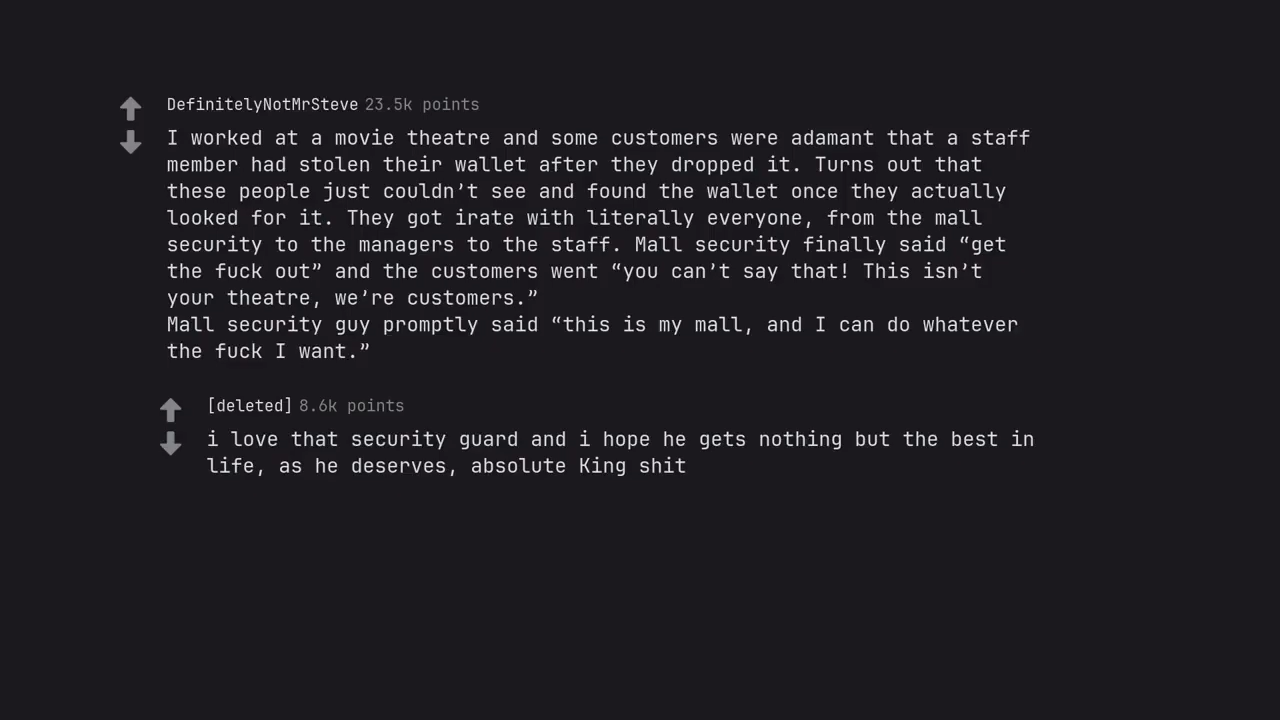 DefinitelyNotMrSteve 23.5k points
I worked at a movie theatre and some customers were adamant that a staff
member had stolen their wallet after they dropped it. Turns out that
these people just couldn’t see and found the wallet once they actually
looked for it. They got irate with literally everyone, from the mall
security to the managers to the staff. Mall security finally said “get
the fuck out” and the customers went “you can’t say that! This isn’t
your theatre, we’re customers.”
Mall security guy promptly said “this is my mall, and I can do whatever
the fuck I want.”
[deleted] 8.6k points
i love that security guard and i hope he gets nothing but the best in
life, as he deserves, absolute King shit